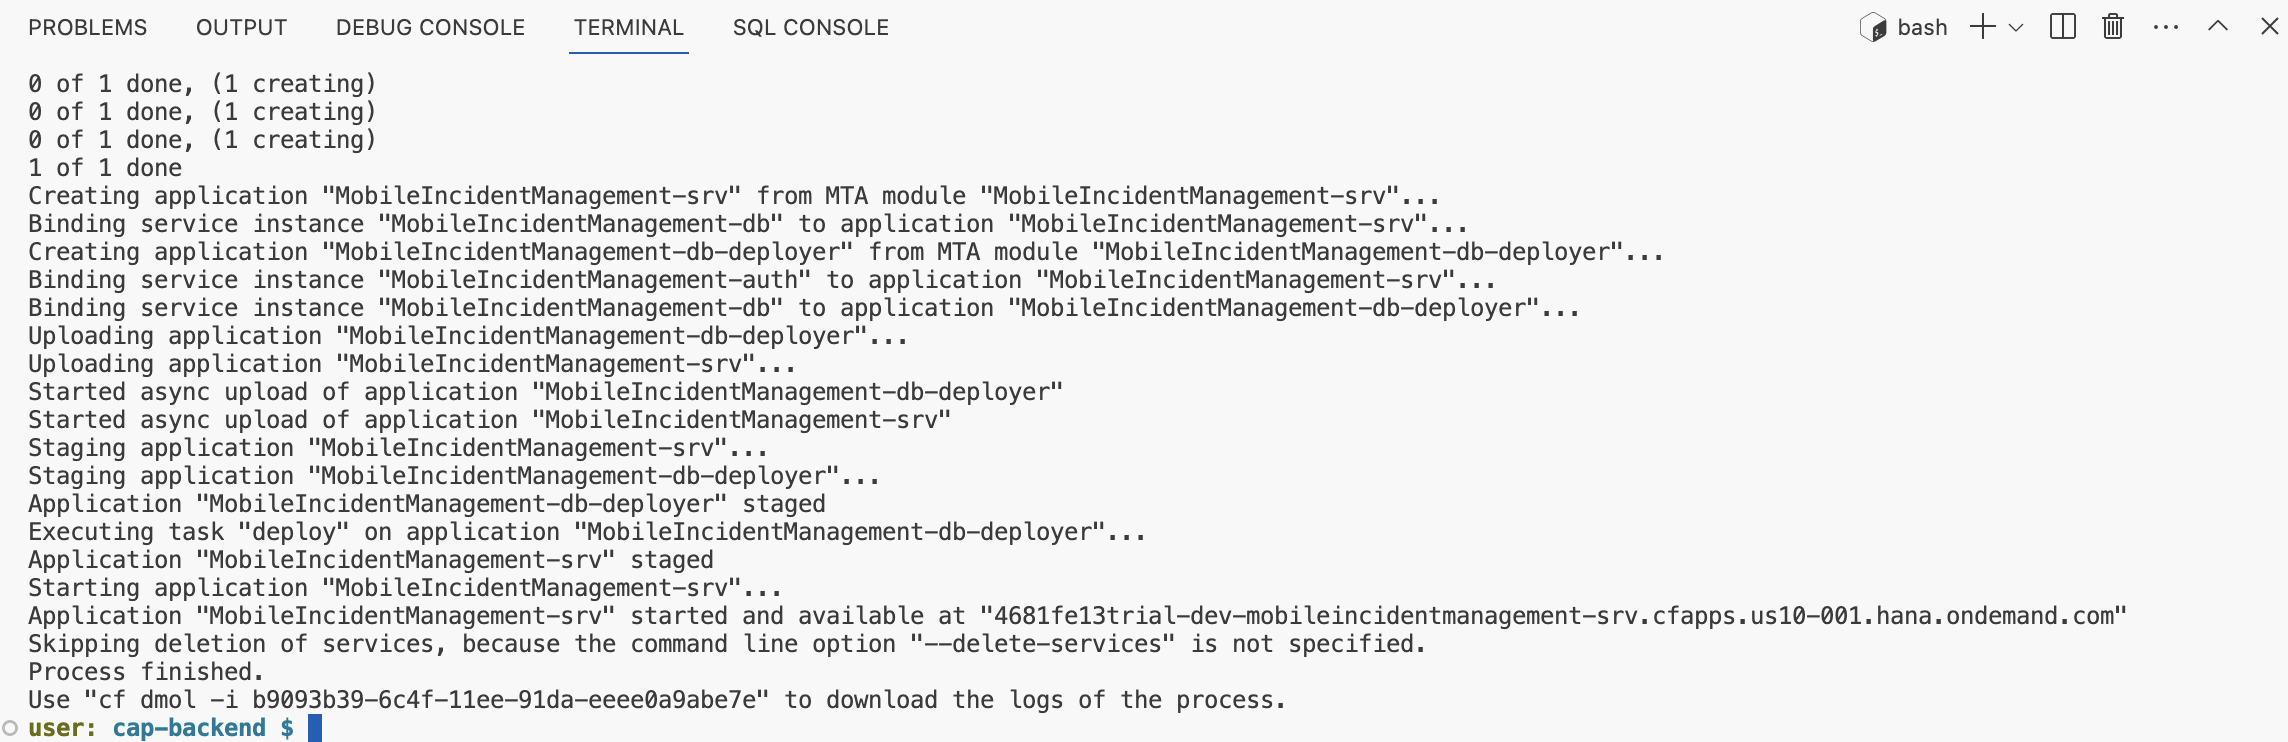 PROBLEMS OUTPUT DEBUG CONSOLE TERMINAL SQL CONSOLE bash
0 of 1 done, (1 creating)
0 of 1 done, (1 creating)
0 of 1 done, (1 creating)
1 of 1 done
Creating application "MobileIncidentManagement-srv" from MTA module "MobileIncidentManagement-srv"...
Binding service instance "MobileIncidentManagement-db" to application "MobileIncidentManagement-srv"...
Creating application "MobileIncidentManagement-db-deployer" from MTA module "MobileIncidentManagement-db-deployer"...
Binding service instance "MobileIncidentManagement-auth" to application "MobileIncidentManagement-srv"...
Binding service instance "MobileIncidentManagement-db" to application "MobileIncidentManagement-db-deployer"...
Uploading application "MobileIncidentManagement-db-deployer"...
Uploading application "MobileIncidentManagement-srv"...
Started async upload of application "MobileIncidentManagement-db-deployer"
Started async upload of application "MobileIncidentManagement-srv"
Staging application "MobileIncidentManagement-srv"...
Staging application "MobileIncidentManagement-db-deployer"...
Application "MobileIncidentManagement-db-deployer" staged
Executing task "deploy" on application "MobileIncidentManagement-db-deployer"...
Application "MobileIncidentManagement-srv" staged
Starting application "MobileIncidentManagement-srv"...
Application "MobileIncidentManagement-srv" started and available at "4681fe13trial-dev-mobileincidentmanagement-srv.cfapps.us10-001.hana.ondemand.com"
Skipping deletion of services, because the command line option "--delete-services" is not specified.
Process finished.
Use "cf dmol -i b9093b39-6c4f-11ee-91da-eeee0a9abe7e" to download the logs of the process.
user: cap-backend $